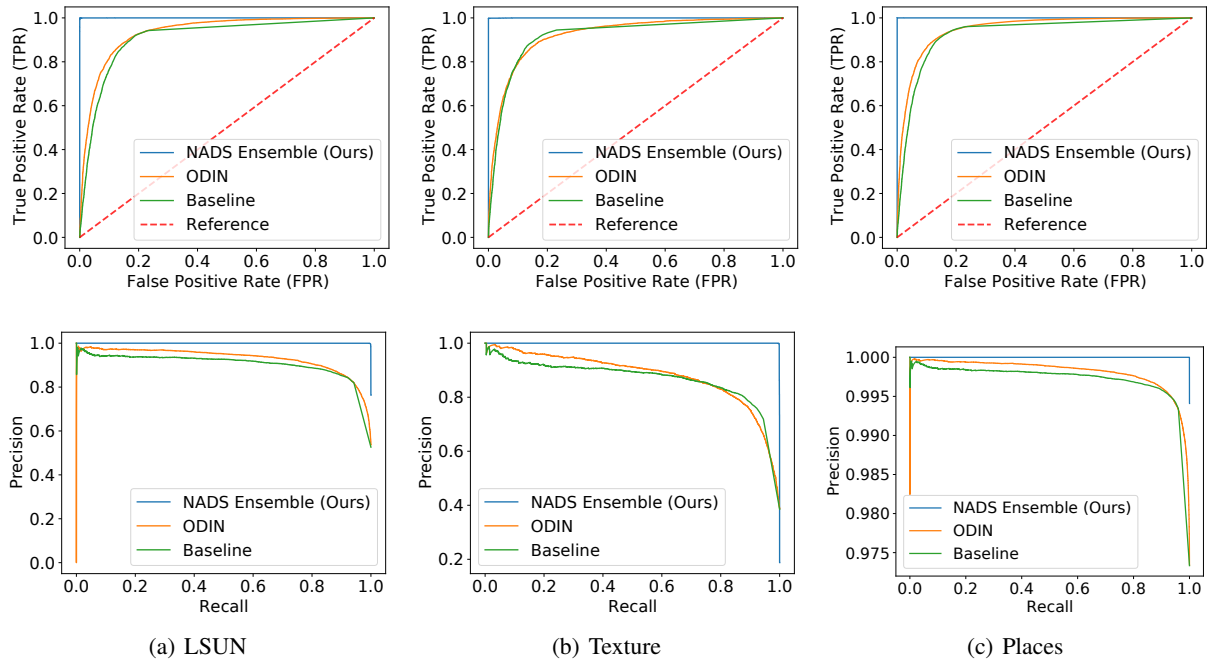 1.0
0.8
0.6
0.4
0.2
0.0
True Positive Rate (TPR)
NADS Ensemble (Ours)
ODIN
Baseline
Reference
0.0 0.2 0.4 0.6 0.8 1.0
False Positive Rate (FPR)
1.0
0.8
0.6
0.4
0.2
0.0
True Positive Rate (TPR)
NADS Ensemble (Ours)
ODIN
Baseline
Reference
0.0 0.2 0.4 0.6 0.8 1.0
False Positive Rate (FPR)
1.0
0.8
0.6
0.4
0.2
0.0
True Positive Rate (TPR)
NADS Ensemble (Ours)
ODIN
Baseline
Reference
0.0 0.2 0.4 0.6 0.8 1.0
False Positive Rate (FPR)
1.0
0.8
0.6
0.4
0.2
0.0
Precision
NADS Ensemble (Ours)
ODIN
Baseline
0.0 0.2 0.4 0.6 0.8 1.0
Recall
(a) LSUN
1.0
0.8
0.6
0.4
0.2
Precision
NADS Ensemble (Ours)
ODIN
Baseline
0.0 0.2 0.4 0.6 0.8 1.0
Recall
(b) Texture
1.000
0.995
0.990
0.985
0.980
0.975
Precision
NADS Ensemble (Ours)
ODIN
Baseline
0.0 0.2 0.4 0.6 0.8 1.0
Recall
(c) Places